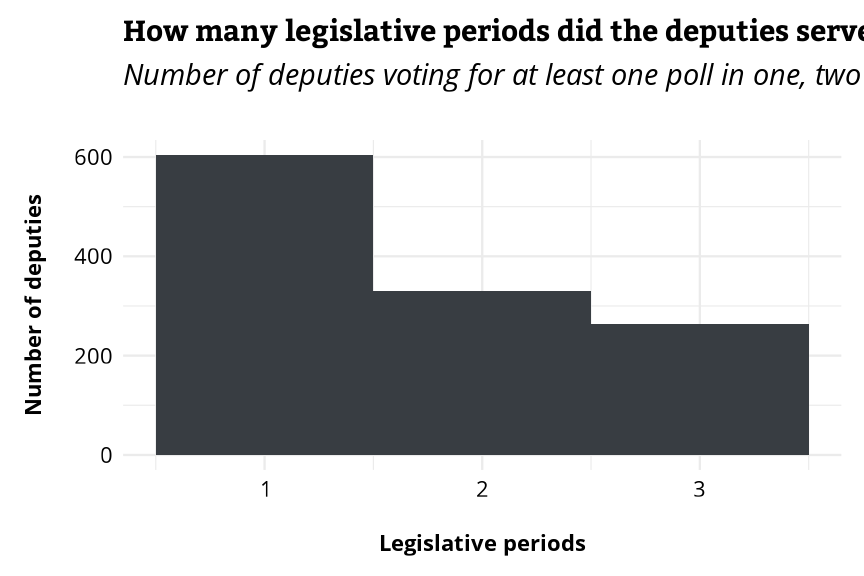 How many legislative periods did the deputies serve
Number of deputies voting for at least one poll in one, two
600
400
200
0
Number of deputies
1 2 3
Legislative periods